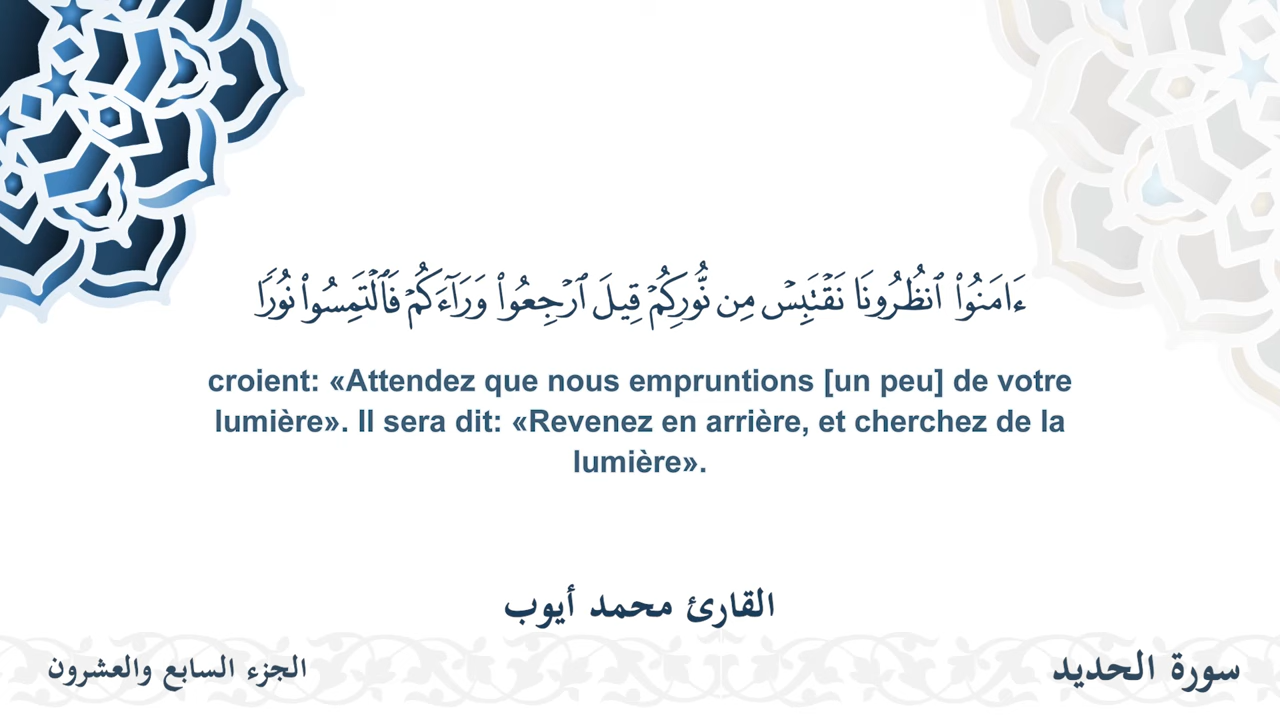 ءَامَنُوا۟ ٱنظُرُونَا نَقْتَبِسْ مِن نُّورِكُمْ قِيلَ ٱرْجِعُوا۟ وَرَآءَكُمْ فَٱلْتَمِسُوا۟ نُورًا
croient: «Attendez que nous empruntions [un peu] de votre
lumière». Il sera dit: «Revenez en arrière, et cherchez de la
lumière».
القارئ محمد أيوب
سورة الحديد
الجزء السابع والعشرون